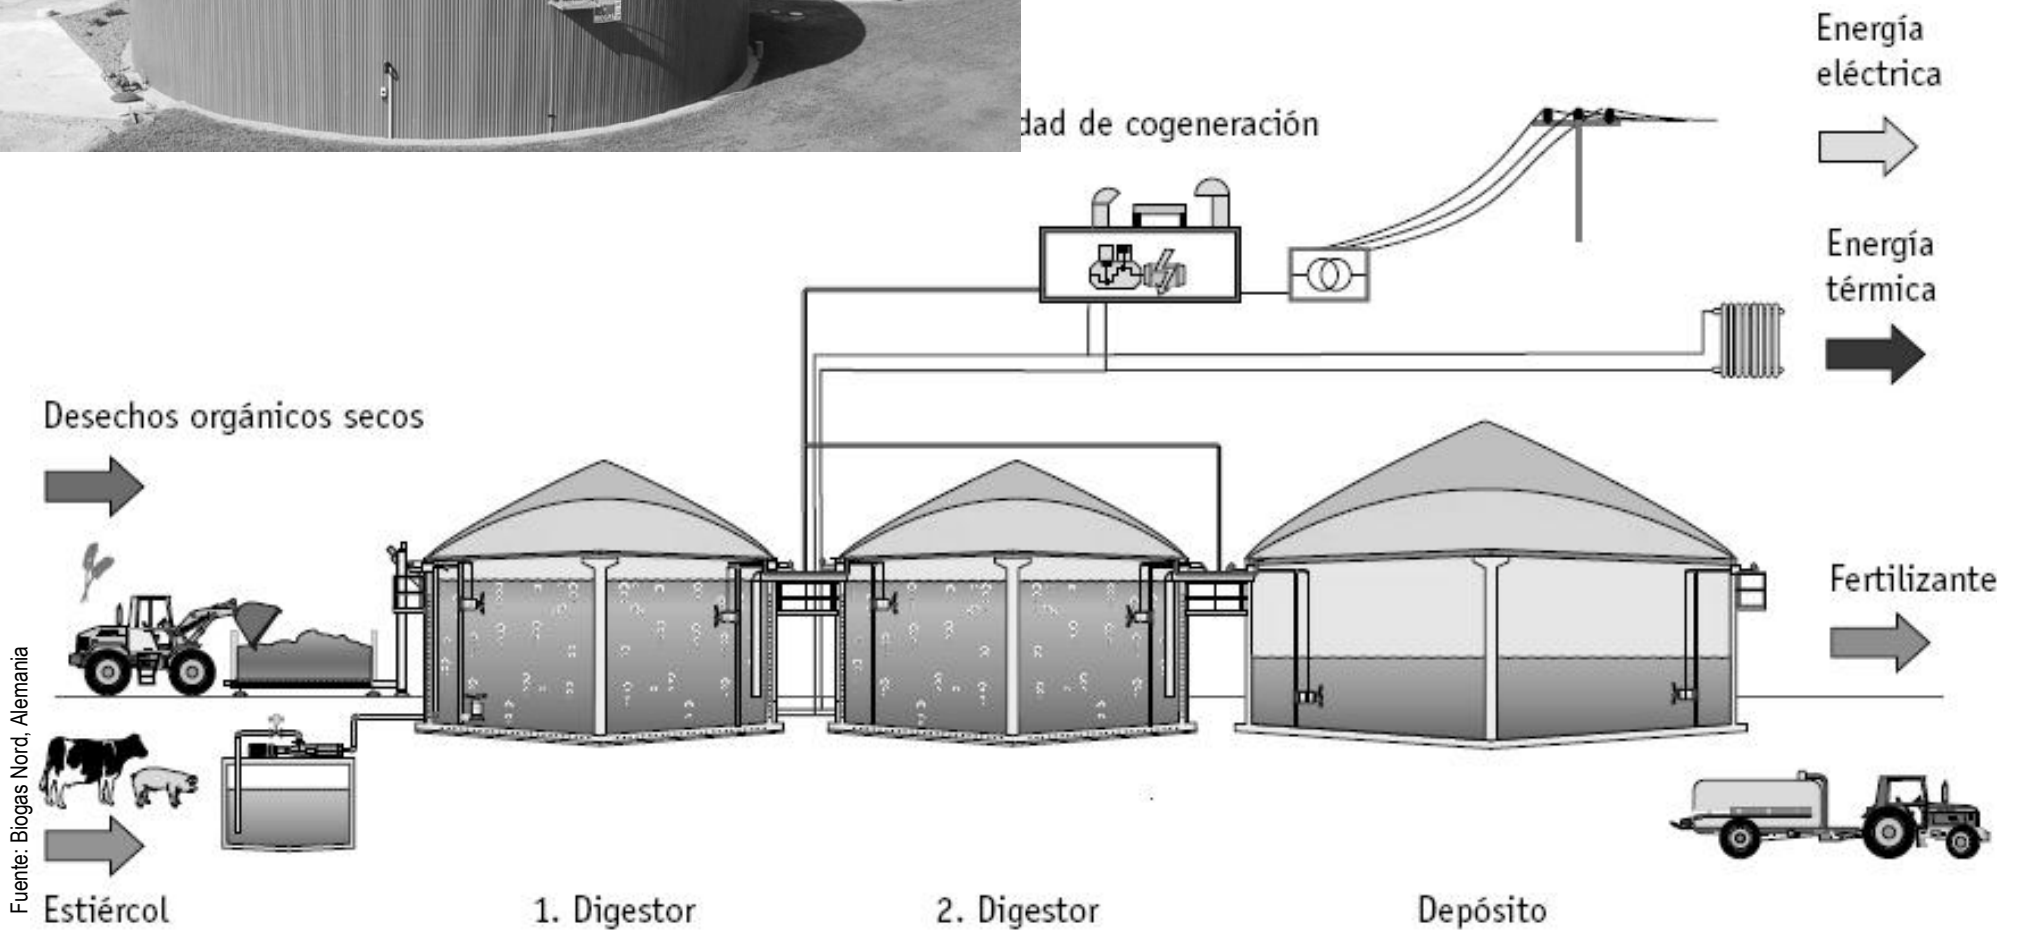 Energía
eléctrica
dad de cogeneración
Energía
térmica
Desechos orgánicos secos
Fertilizante
Fuente: Biogas Nord, Alemania
Estiércol
1. Digestor
2. Digestor
Depósito